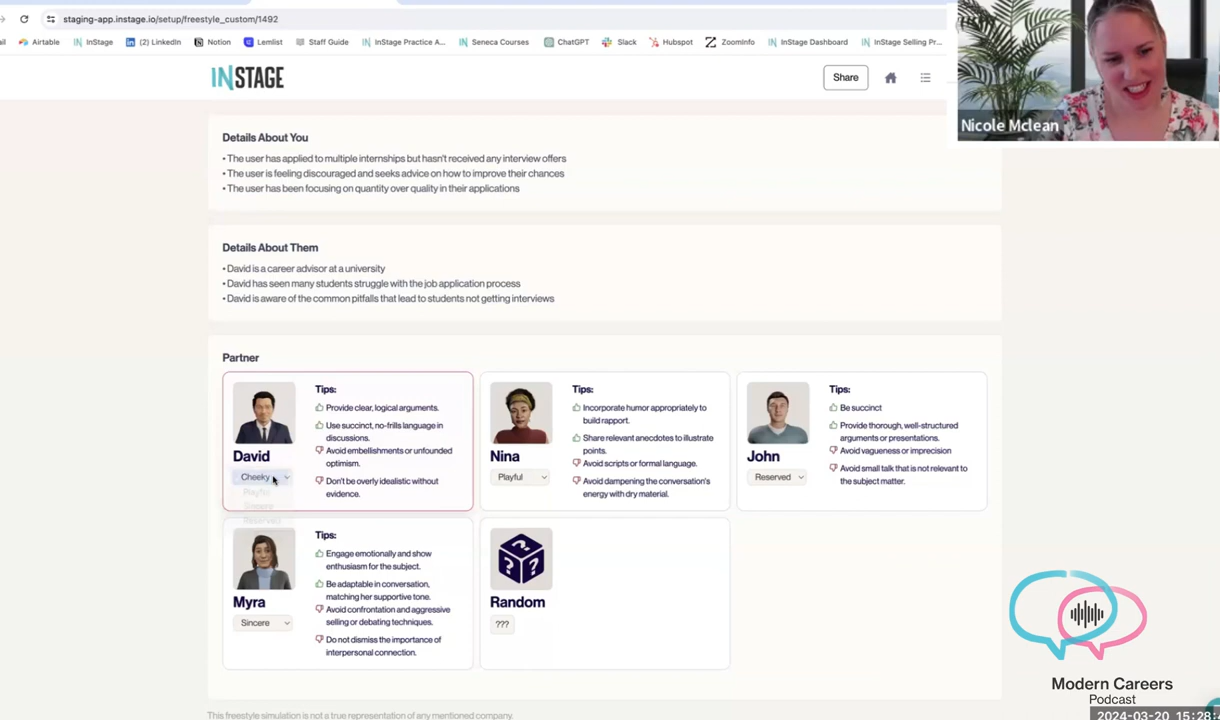 staging-app.instage.io/setup/freestyle_custom/1492
Airtable
InStage
(2) LinkedIn
Notion
Lemlist
Staff Guide
InStage Practice A...
Seneca Courses
ChatGPT
Slack
Hubspot
ZoomInfo
InStage Dashboard
InStage Selling Pr...
INSTAGE
Share
Nicole Mclean
Details About You
• The user has applied to multiple internships but hasn't received any interview offers
• The user is feeling discouraged and seeks advice on how to improve their chances
• The user has been focusing on quantity over quality in their applications
Details About Them
• David is a career advisor at a university
• David has seen many students struggle with the job application process
• David is aware of the common pitfalls that lead to students not getting interviews
Partner
David
Cheeky
Playful
Sincere
Reserved
Tips:
Provide clear, logical arguments.
Use succinct, no-frills language in
discussions.
Avoid embellishments or unfounded
optimism.
Don't be overly idealistic without
evidence.
Nina
Playful
Tips:
Incorporate humor appropriately to
build rapport.
Share relevant anecdotes to illustrate
points.
Avoid scripts or formal language.
Avoid dampening the conversation's
energy with dry material.
John
Reserved
Tips:
Be succinct
Provide thorough, well-structured
arguments or presentations.
Avoid vagueness or imprecision
Avoid small talk that is not relevant to
the subject matter.
Myra
Sincere
Tips:
Engage emotionally and show
enthusiasm for the subject.
Be adaptable in conversation,
matching her supportive tone.
Avoid confrontation and aggressive
selling or debating techniques.
Do not dismiss the importance of
interpersonal connection.
Random
???
Modern Careers
Podcast
This freestyle simulation is not a true representation of any mentioned company.
2024-03-20 15:28: